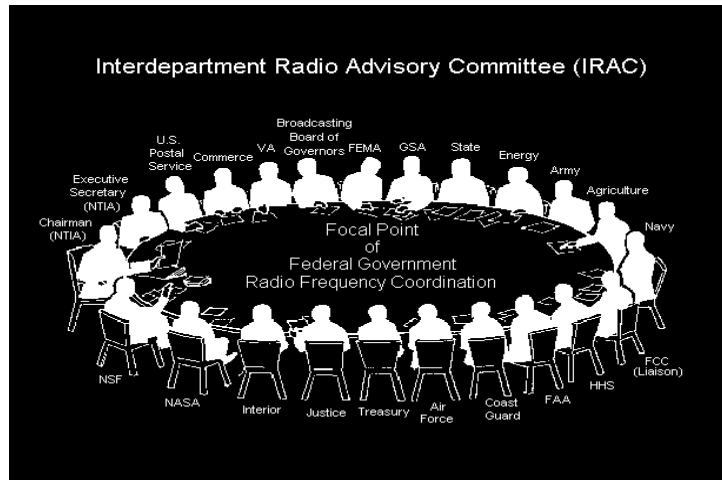 Interdepartment Radio Advisory Committee (IRAC)
Chairman
(NTIA)
Executive
Secretary
(NTIA)
U.S.
Postal
Service
Commerce
VA
Broadcasting
Board of
Governors
FEMA
GSA
State
Energy
Army
Agriculture
Navy
Focal Point
of
Federal Government
Radio Frequency Coordination
NSF
NASA
Interior
Justice
Treasury
Air
Force
Coast
Guard
FAA
HHS
FCC
(Liaison)